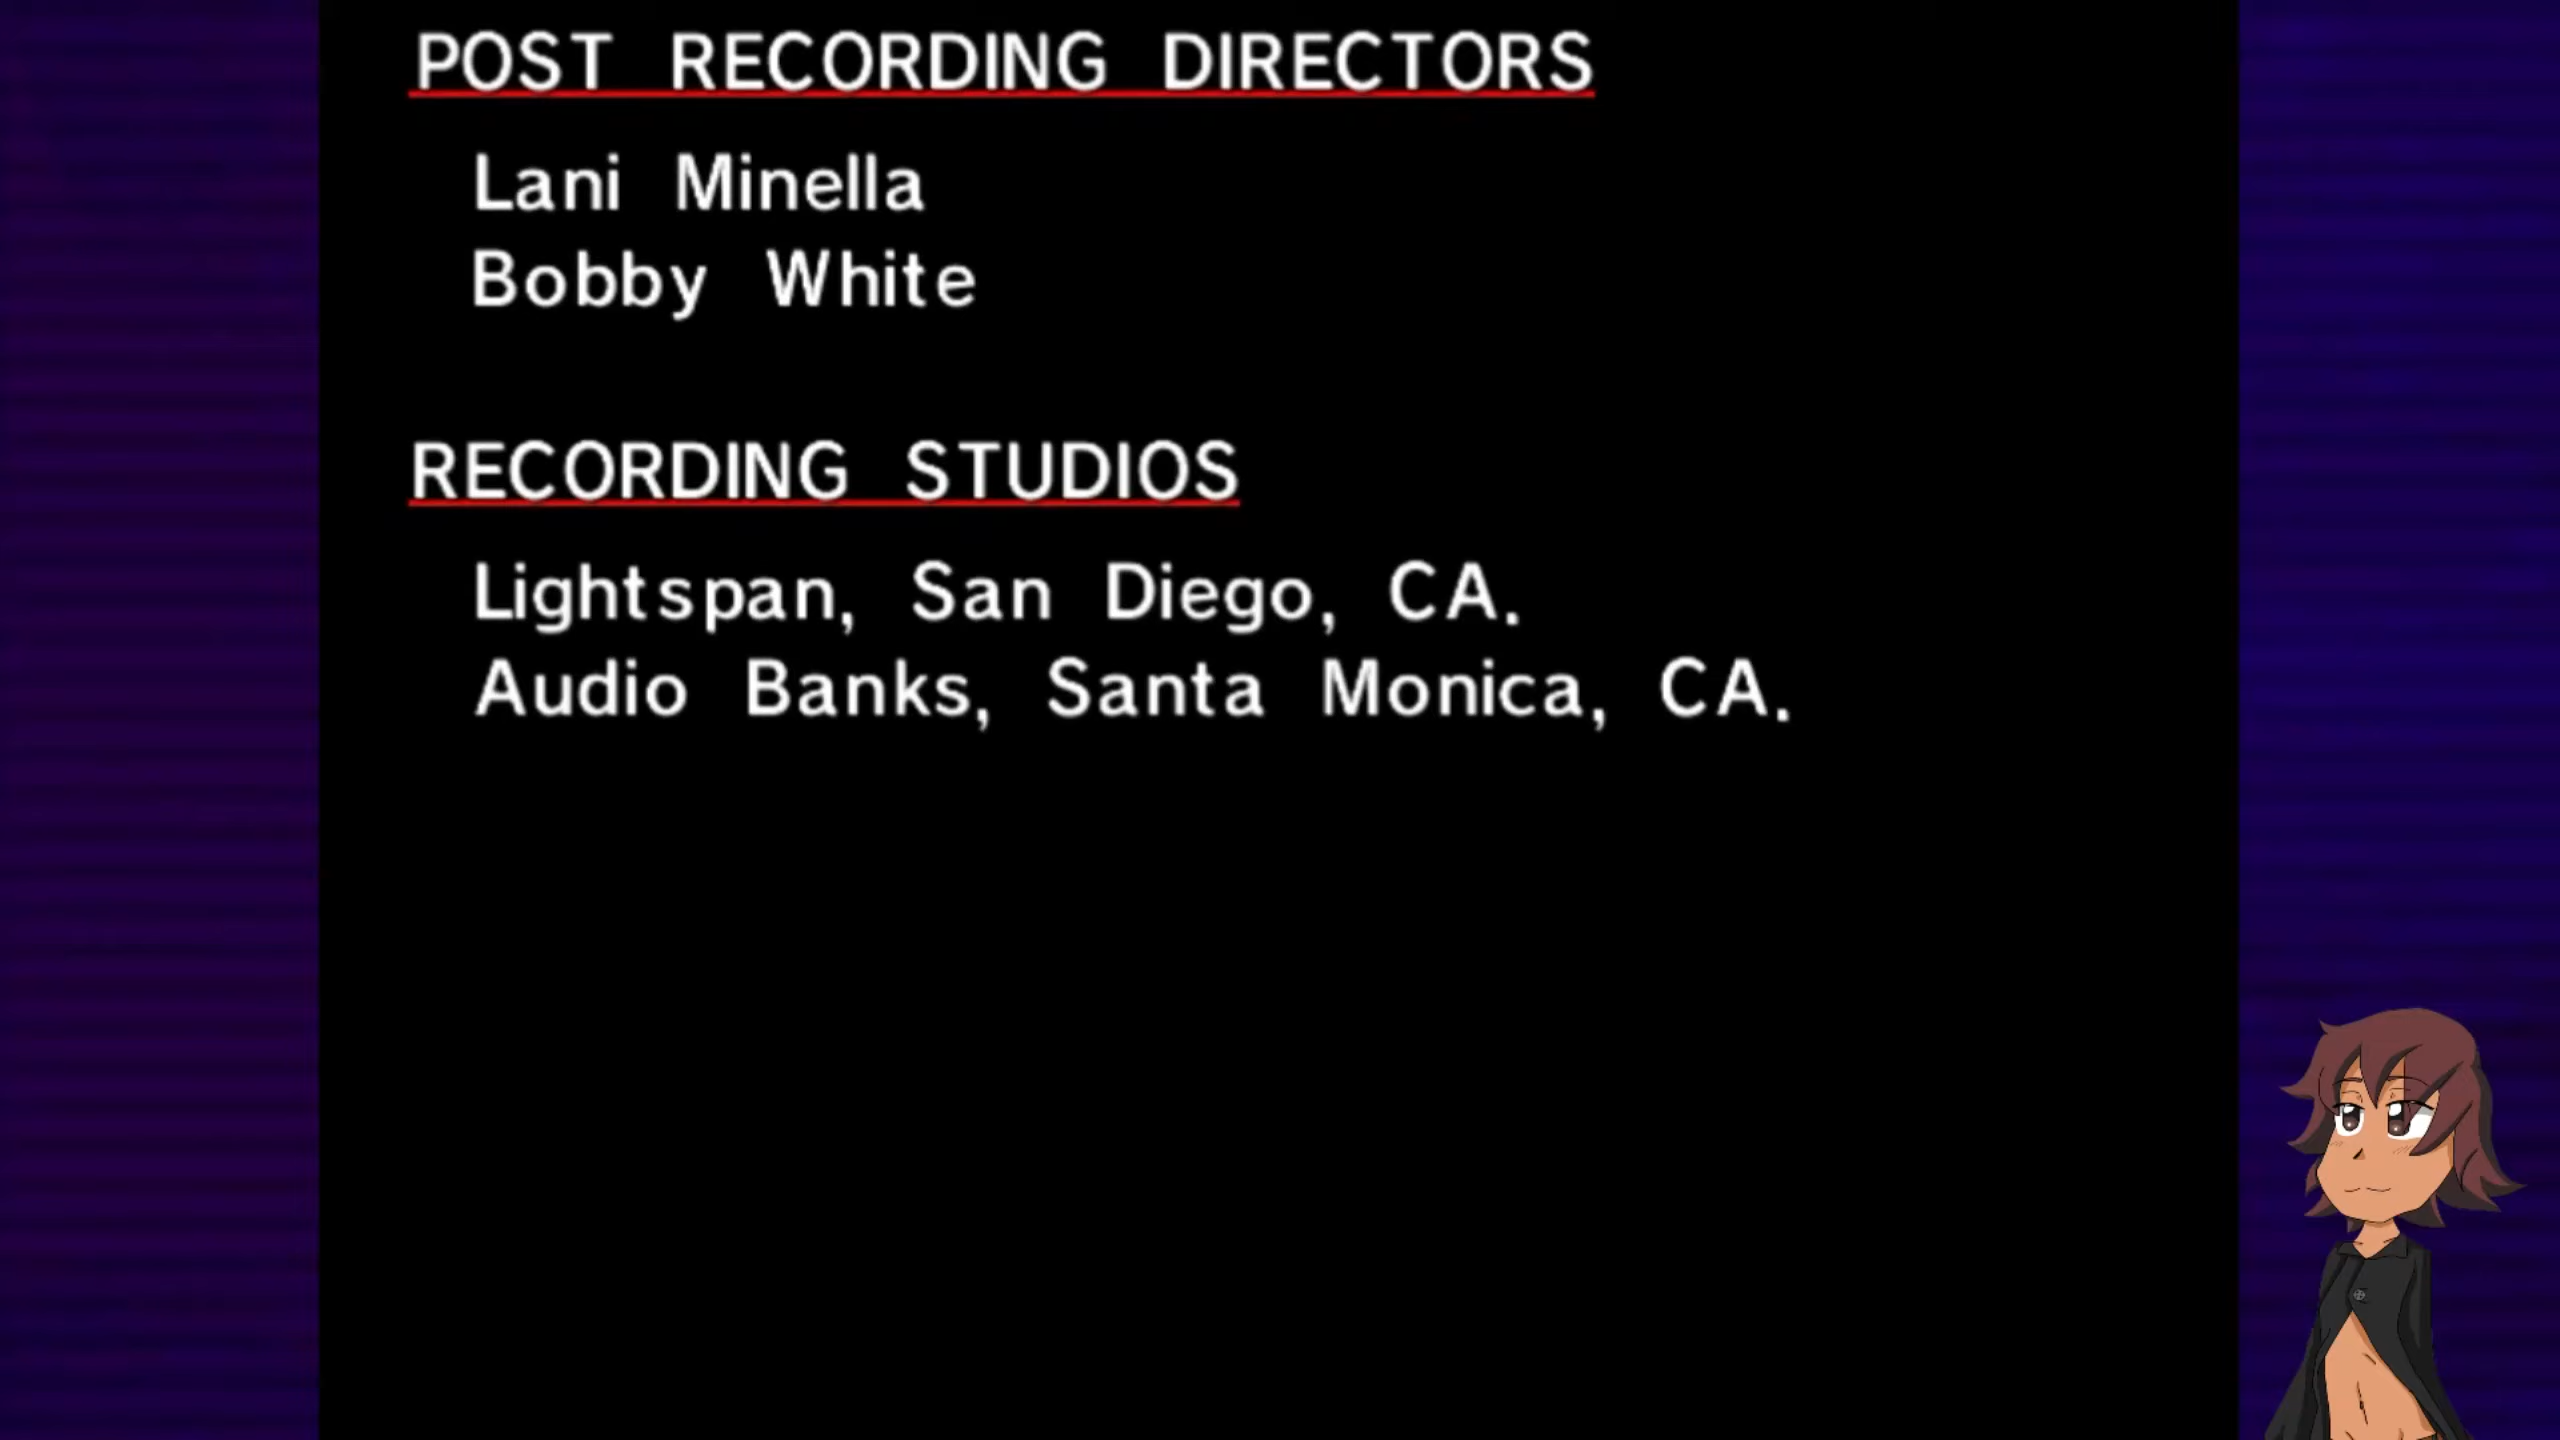 POST RECORDING DIRECTORS
Lani Minella
Bobby White
RECORDING STUDIOS
Lightspan, San Diego, CA.
Audio Banks, Santa Monica, CA.